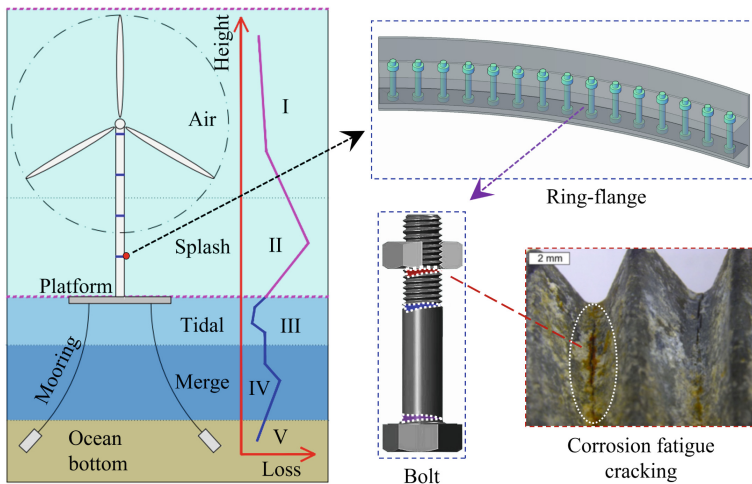 Height
Air
I
Splash
II
Platform
Tidal
III
Mooring
Merge
IV
Ocean
bottom
V
Loss
Ring-flange
Bolt
2 mm
Corrosion fatigue
cracking